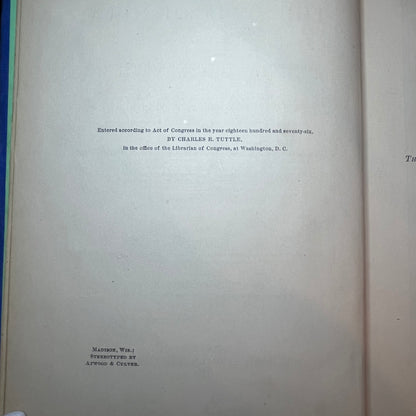 Entered according to Act of Congress in the year eighteen hundred and seventy-six,
BY CHARLES R. TUTTLE,
in the office of the Librarian of Congress, at Washington, D. C.
MADISON, WIS.:
STEREOTYPED BY
ATWOOD & CULVER.